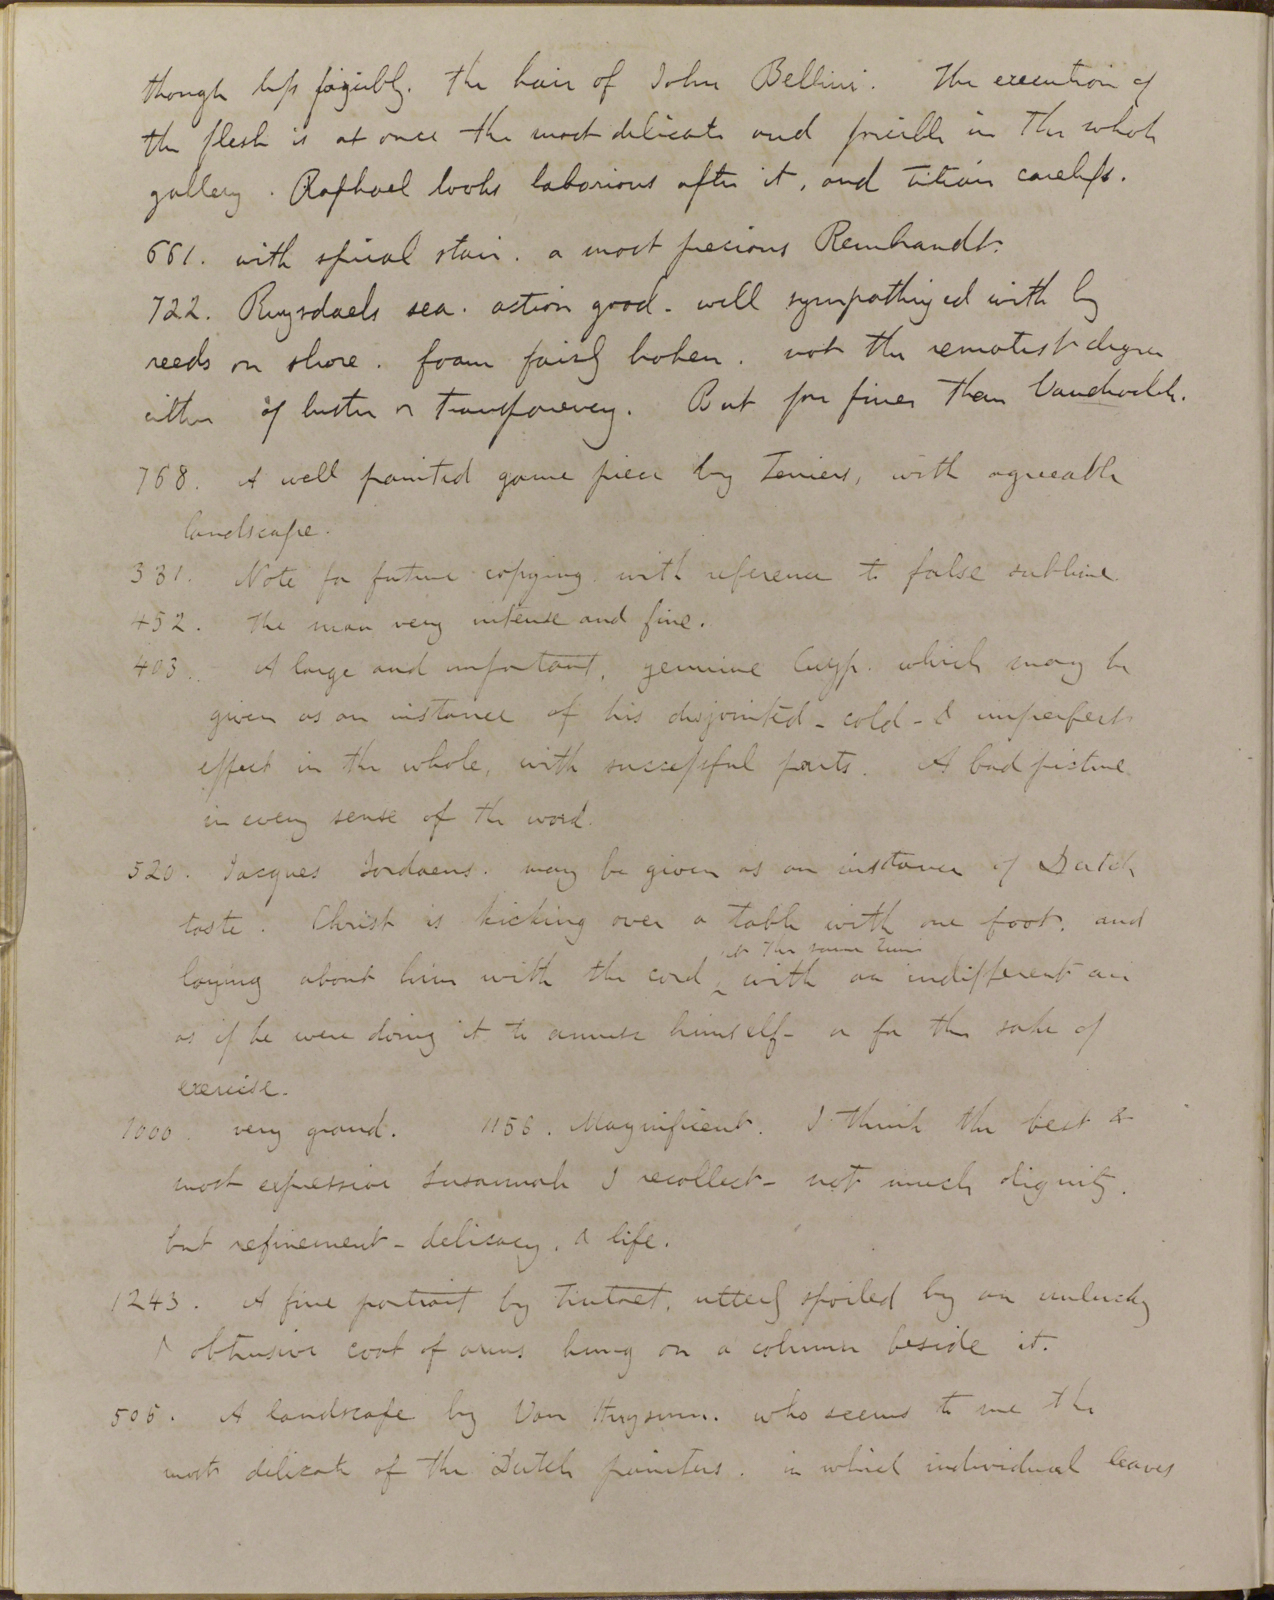 though less forcibly. the hair of John Bellini. The execution of
the flesh is at once the most delicate and forcible in the whole
gallery. Raphael looks laborious after it, and Titian careless.
661. with spiral stair. a most precious Rembrandt.
722. Ruysdaels sea. action good. well sympathized with by
reeds on shore. foam fairly broken. not the remotest degree
either of lustre or transparency. But far finer than Vandevelde.
768. A well painted game piece by Teniers, with agreeable
landscape.
331. Note for future copying. with reference to false sublime.
452. The man very intense and fine.
403. A large and important, genuine Cuyp. which may be
given as an instance of his disjointed - cold - & imperfect
effect in the whole, with successful parts. A bad picture
in every sense of the word.
520. Jacques Jordaens. may be given as an instance of Dutch
taste. Christ is kicking over a table with one foot. and
at the same time
laying about him with the cord ^ with an indifferent air
as if he were doing it to amuse himself - or for the sake of
exercise.
1000. very grand. 1156. Magnificent. I think the best &
most expressive Susannah I recollect - not much dignity.
but refinement - delicacy. & life.
1243. A fine portrait by Tintoret, utterly spoiled by an unlucky
& obtrusive coat of arms hung on a column beside it.
505. A landscape by Van Huysum. who seems to me the
most delicate of the Dutch painters. in which individual leaves